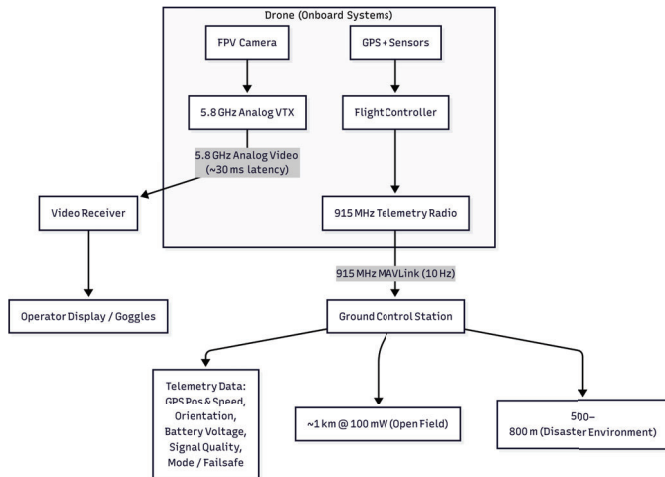 Drone (Onboard Systems)
FPV Camera
GPS + Sensors
5.8 GHz Analog VTX
Flight Controller
5.8 GHz Analog Video
(~30 ms latency)
Video Receiver
915 MHz Telemetry Radio
915 MHz MAVLink (10 Hz)
Operator Display / Goggles
Ground Control Station
Telemetry Data:
GPS Pos & Speed,
Orientation,
Battery Voltage,
Signal Quality,
Mode / Failsafe
~1 km @ 100 mW (Open Field)
500–
800 m (Disaster Environment)